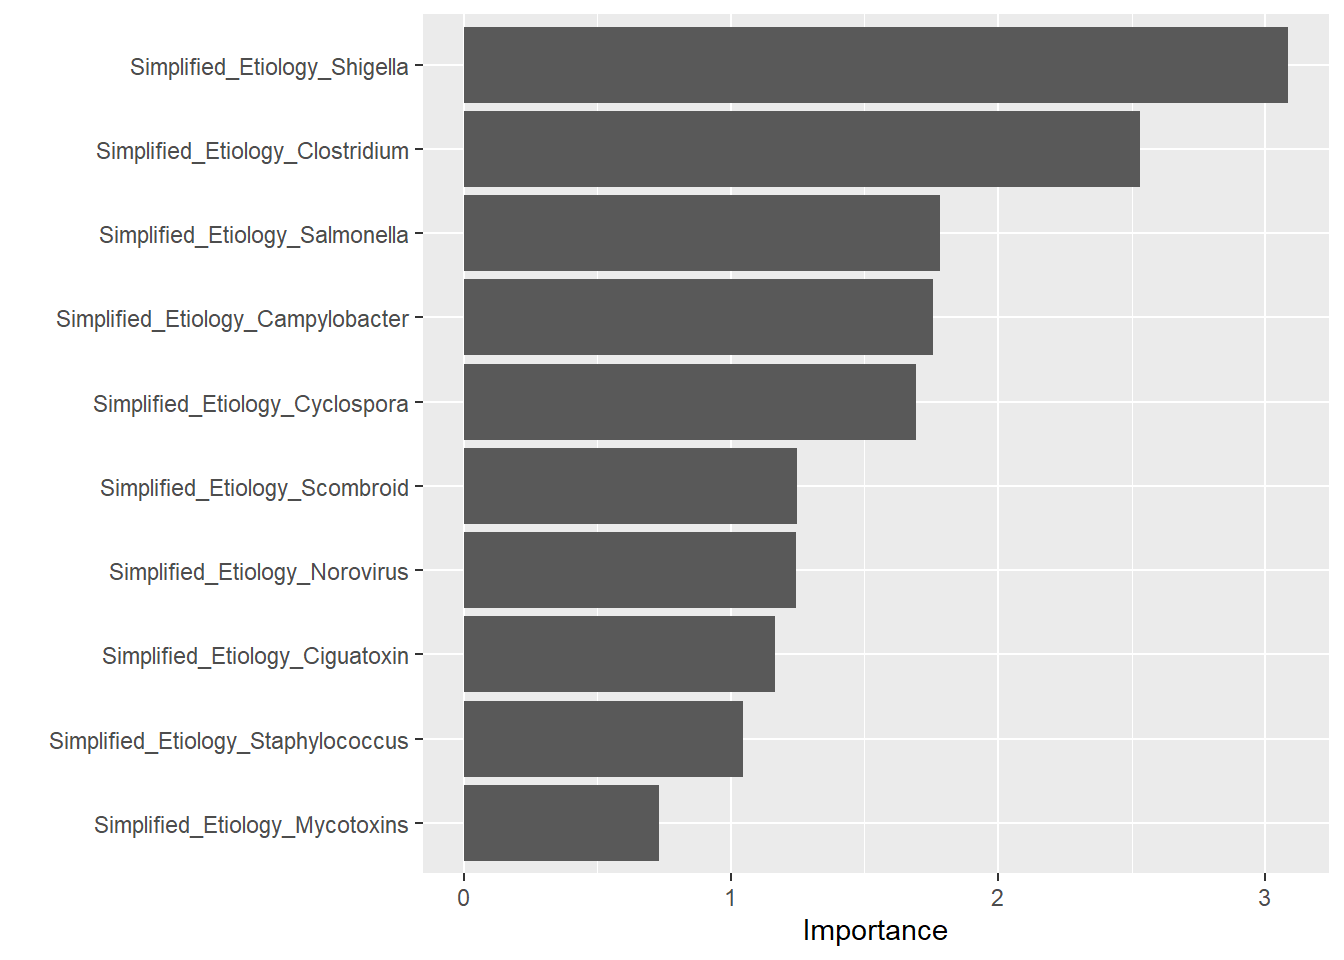 Simplified_Etiology_Shigella
Simplified_Etiology_Clostridium
Simplified_Etiology_Salmonella
Simplified_Etiology_Campylobacter
Simplified_Etiology_Cyclospora
Simplified_Etiology_Scombroid
Simplified_Etiology_Norovirus
Simplified_Etiology_Ciguatoxin
Simplified_Etiology_Staphylococcus
Simplified_Etiology_Mycotoxins
0 1 2 3
Importance